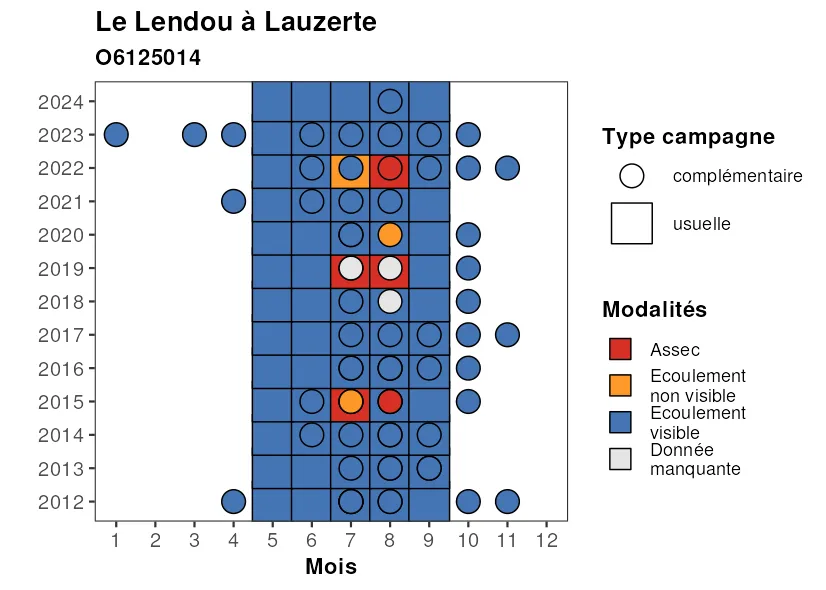 Le Lendou à Lauzerte
O6125014
2024
2023
2022
2021
2020
2019
2018
2017
2016
2015
2014
2013
2012
1 2 3 4 5 6 7 8 9 10 11 12
Mois
Type campagne
complémentaire
usuelle
Modalités
Assec
Ecoulement
non visible
Ecoulement
visible
Donnée
manquante